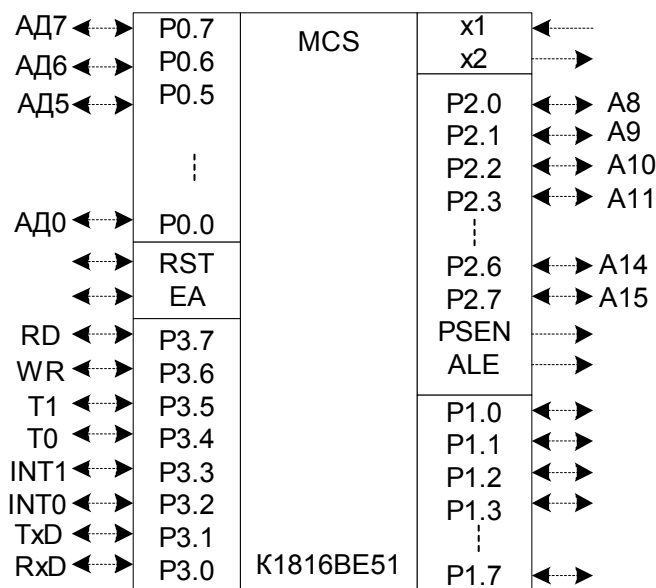 АД7 P0.7 MCS x1
АД6 P0.6 x2
АД5 P0.5 P2.0 A8
P2.1 A9
P2.2 A10
P2.3 A11
АД0 P0.0
RST P2.6 A14
EA P2.7 A15
RD P3.7 PSEN
WR P3.6 ALE
T1 P3.5 P1.0
T0 P3.4 P1.1
INT1 P3.3 P1.2
INT0 P3.2 P1.3
TxD P3.1
RxD P3.0 К1816ВЕ51 P1.7